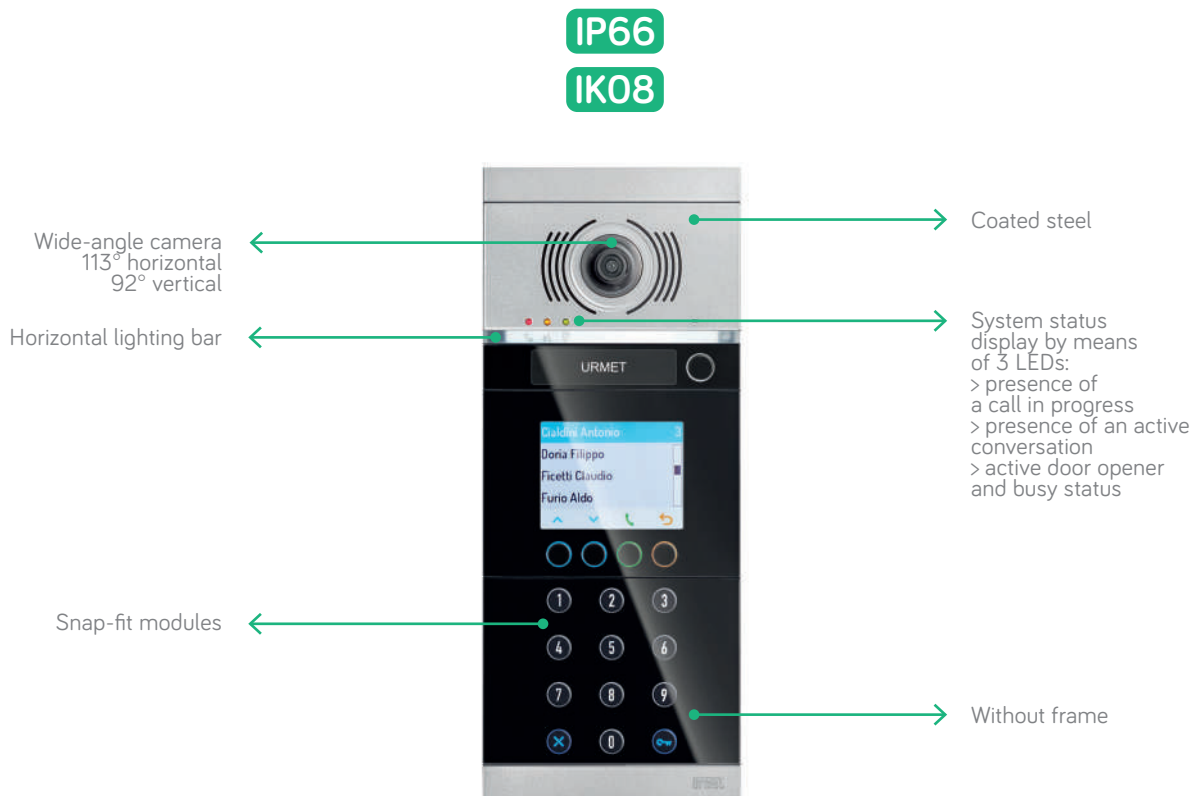 IP66
IK08
Wide-angle camera
113° horizontal
92° vertical
Horizontal lighting bar
Snap-fit modules
Coated steel
System status
display by means
of 3 LEDs:
> presence of
a call in progress
> presence of an active
conversation
> active door opener
and busy status
Without frame
URMET
Cialdini Antonio 3
Doria Filippo
Ficetti Claudio
Furio Aldo
1 2 3
4 5 6
7 8 9
0
URMET